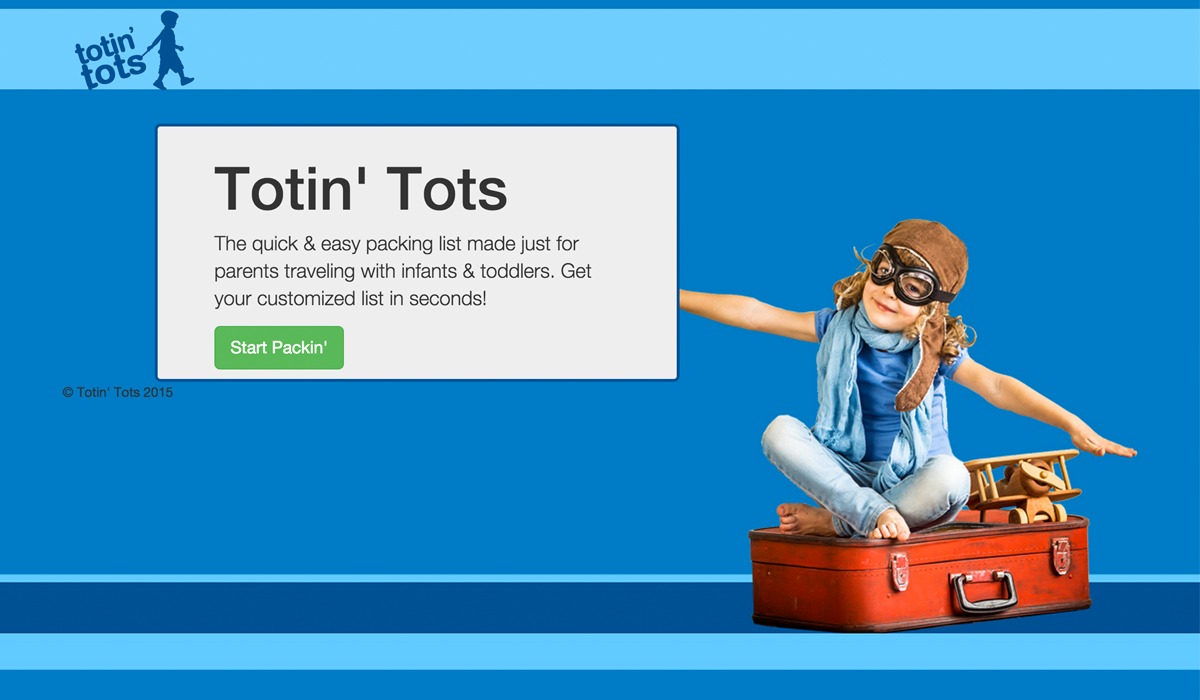 totin'
tots
Totin' Tots
The quick & easy packing list made just for
parents traveling with infants & toddlers. Get
your customized list in seconds!
Start Packin'
© Totin' Tots 2015